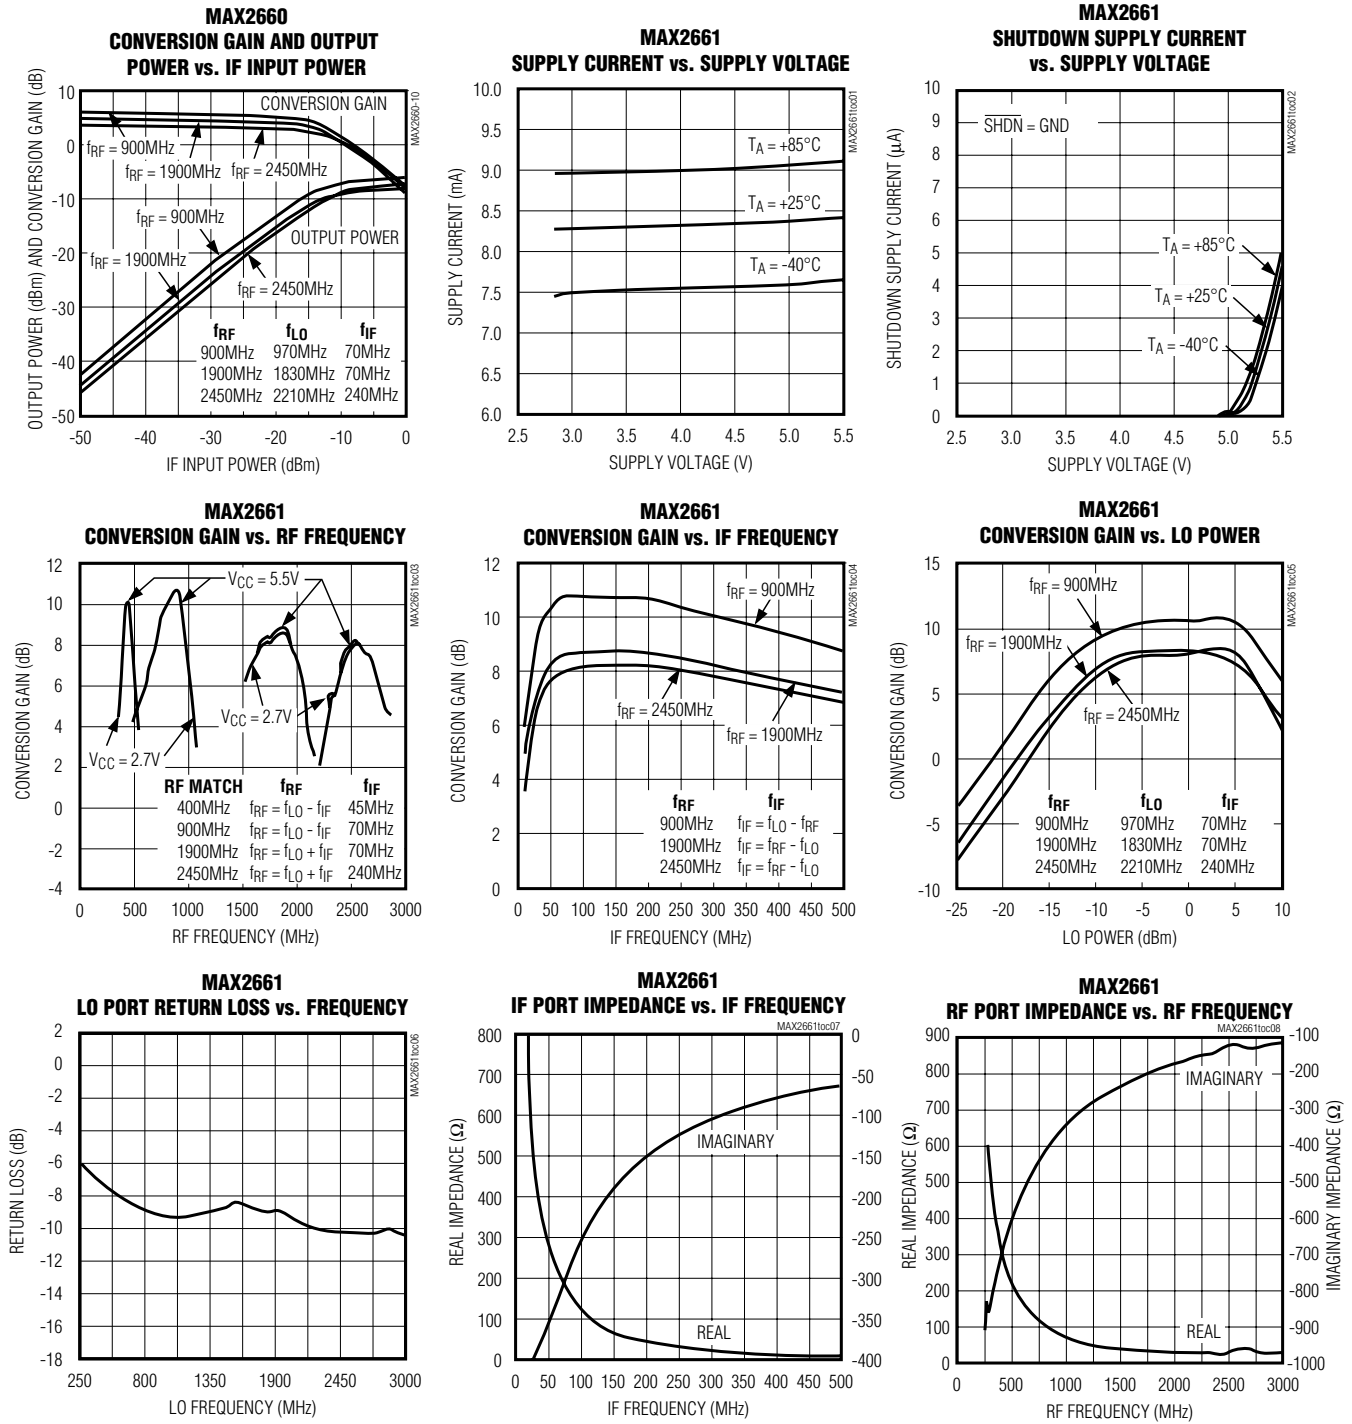 MAX2660
CONVERSION GAIN AND OUTPUT
POWER vs. IF INPUT POWER
OUTPUT POWER (dBm) AND CONVERSION GAIN (dB)
10
0
-10
-20
-30
-40
-50
MAX2660-10
CONVERSION GAIN
fRF = 900MHz
fRF = 1900MHz
fRF = 2450MHz
fRF = 900MHz
OUTPUT POWER
fRF = 1900MHz
fRF = 2450MHz
fRF fLO fIF
900MHz 970MHz 70MHz
1900MHz 1830MHz 70MHz
2450MHz 2210MHz 240MHz
-50 -40 -30 -20 -10 0
IF INPUT POWER (dBm)
MAX2661
SUPPLY CURRENT vs. SUPPLY VOLTAGE
SUPPLY CURRENT (mA)
10.0
9.5
9.0
8.5
8.0
7.5
7.0
6.5
6.0
MAX2661toc01
TA = +85°C
TA = +25°C
TA = -40°C
2.5 3.0 3.5 4.0 4.5 5.0 5.5
SUPPLY VOLTAGE (V)
MAX2661
SHUTDOWN SUPPLY CURRENT
vs. SUPPLY VOLTAGE
SHUTDOWN SUPPLY CURRENT (µA)
10
9
8
7
6
5
4
3
2
1
0
MAX2661toc02
SHDN = GND
TA = +85°C
TA = +25°C
TA = -40°C
2.5 3.0 3.5 4.0 4.5 5.0 5.5
SUPPLY VOLTAGE (V)
MAX2661
CONVERSION GAIN vs. RF FREQUENCY
CONVERSION GAIN (dB)
12
10
8
6
4
2
0
-2
-4
MAX2661toc03
VCC = 5.5V
VCC = 2.7V
VCC = 2.7V
RF MATCH fRF fIF
400MHz fRF = fLO - fIF 45MHz
900MHz fRF = fLO - fIF 70MHz
1900MHz fRF = fLO + fIF 70MHz
2450MHz fRF = fLO + fIF 240MHz
0 500 1000 1500 2000 2500 3000
RF FREQUENCY (MHz)
MAX2661
CONVERSION GAIN vs. IF FREQUENCY
CONVERSION GAIN (dB)
12
10
8
6
4
2
0
MAX2661toc04
fRF = 900MHz
fRF = 2450MHz
fRF = 1900MHz
fRF fIF
900MHz fIF = fLO - fRF
1900MHz fIF = fRF - fLO
2450MHz fIF = fRF - fLO
0 50 100 150 200 250 300 350 400 450 500
IF FREQUENCY (MHz)
MAX2661
CONVERSION GAIN vs. LO POWER
CONVERSION GAIN (dB)
15
10
5
0
-5
-10
MAX2661toc05
fRF = 900MHz
fRF = 1900MHz
fRF = 2450MHz
fRF fLO fIF
900MHz 970MHz 70MHz
1900MHz 1830MHz 70MHz
2450MHz 2210MHz 240MHz
-25 -20 -15 -10 -5 0 5 10
LO POWER (dBm)
MAX2661
LO PORT RETURN LOSS vs. FREQUENCY
RETURN LOSS (dB)
2
0
-2
-4
-6
-8
-10
-12
-14
-16
-18
MAX2661toc06
250 800 1350 1900 2450 3000
LO FREQUENCY (MHz)
MAX2661
IF PORT IMPEDANCE vs. IF FREQUENCY
MAX2661toc07
REAL IMPEDANCE (Ω)
800
700
600
500
400
300
200
100
0
IMAGINARY
REAL
0
-50
-100
-150
-200
-250
-300
-350
-400
0 50 100 150 200 250 300 350 400 450 500
IF FREQUENCY (MHz)
MAX2661
RF PORT IMPEDANCE vs. RF FREQUENCY
MAX2661toc08
REAL IMPEDANCE (Ω)
900
800
700
600
500
400
300
200
100
0
IMAGINARY
REAL
-100
-200
-300
-400
-500
-600
-700
-800
-900
-1000
IMAGINARY IMPEDANCE (Ω)
0 500 1000 1500 2000 2500 3000
RF FREQUENCY (MHz)